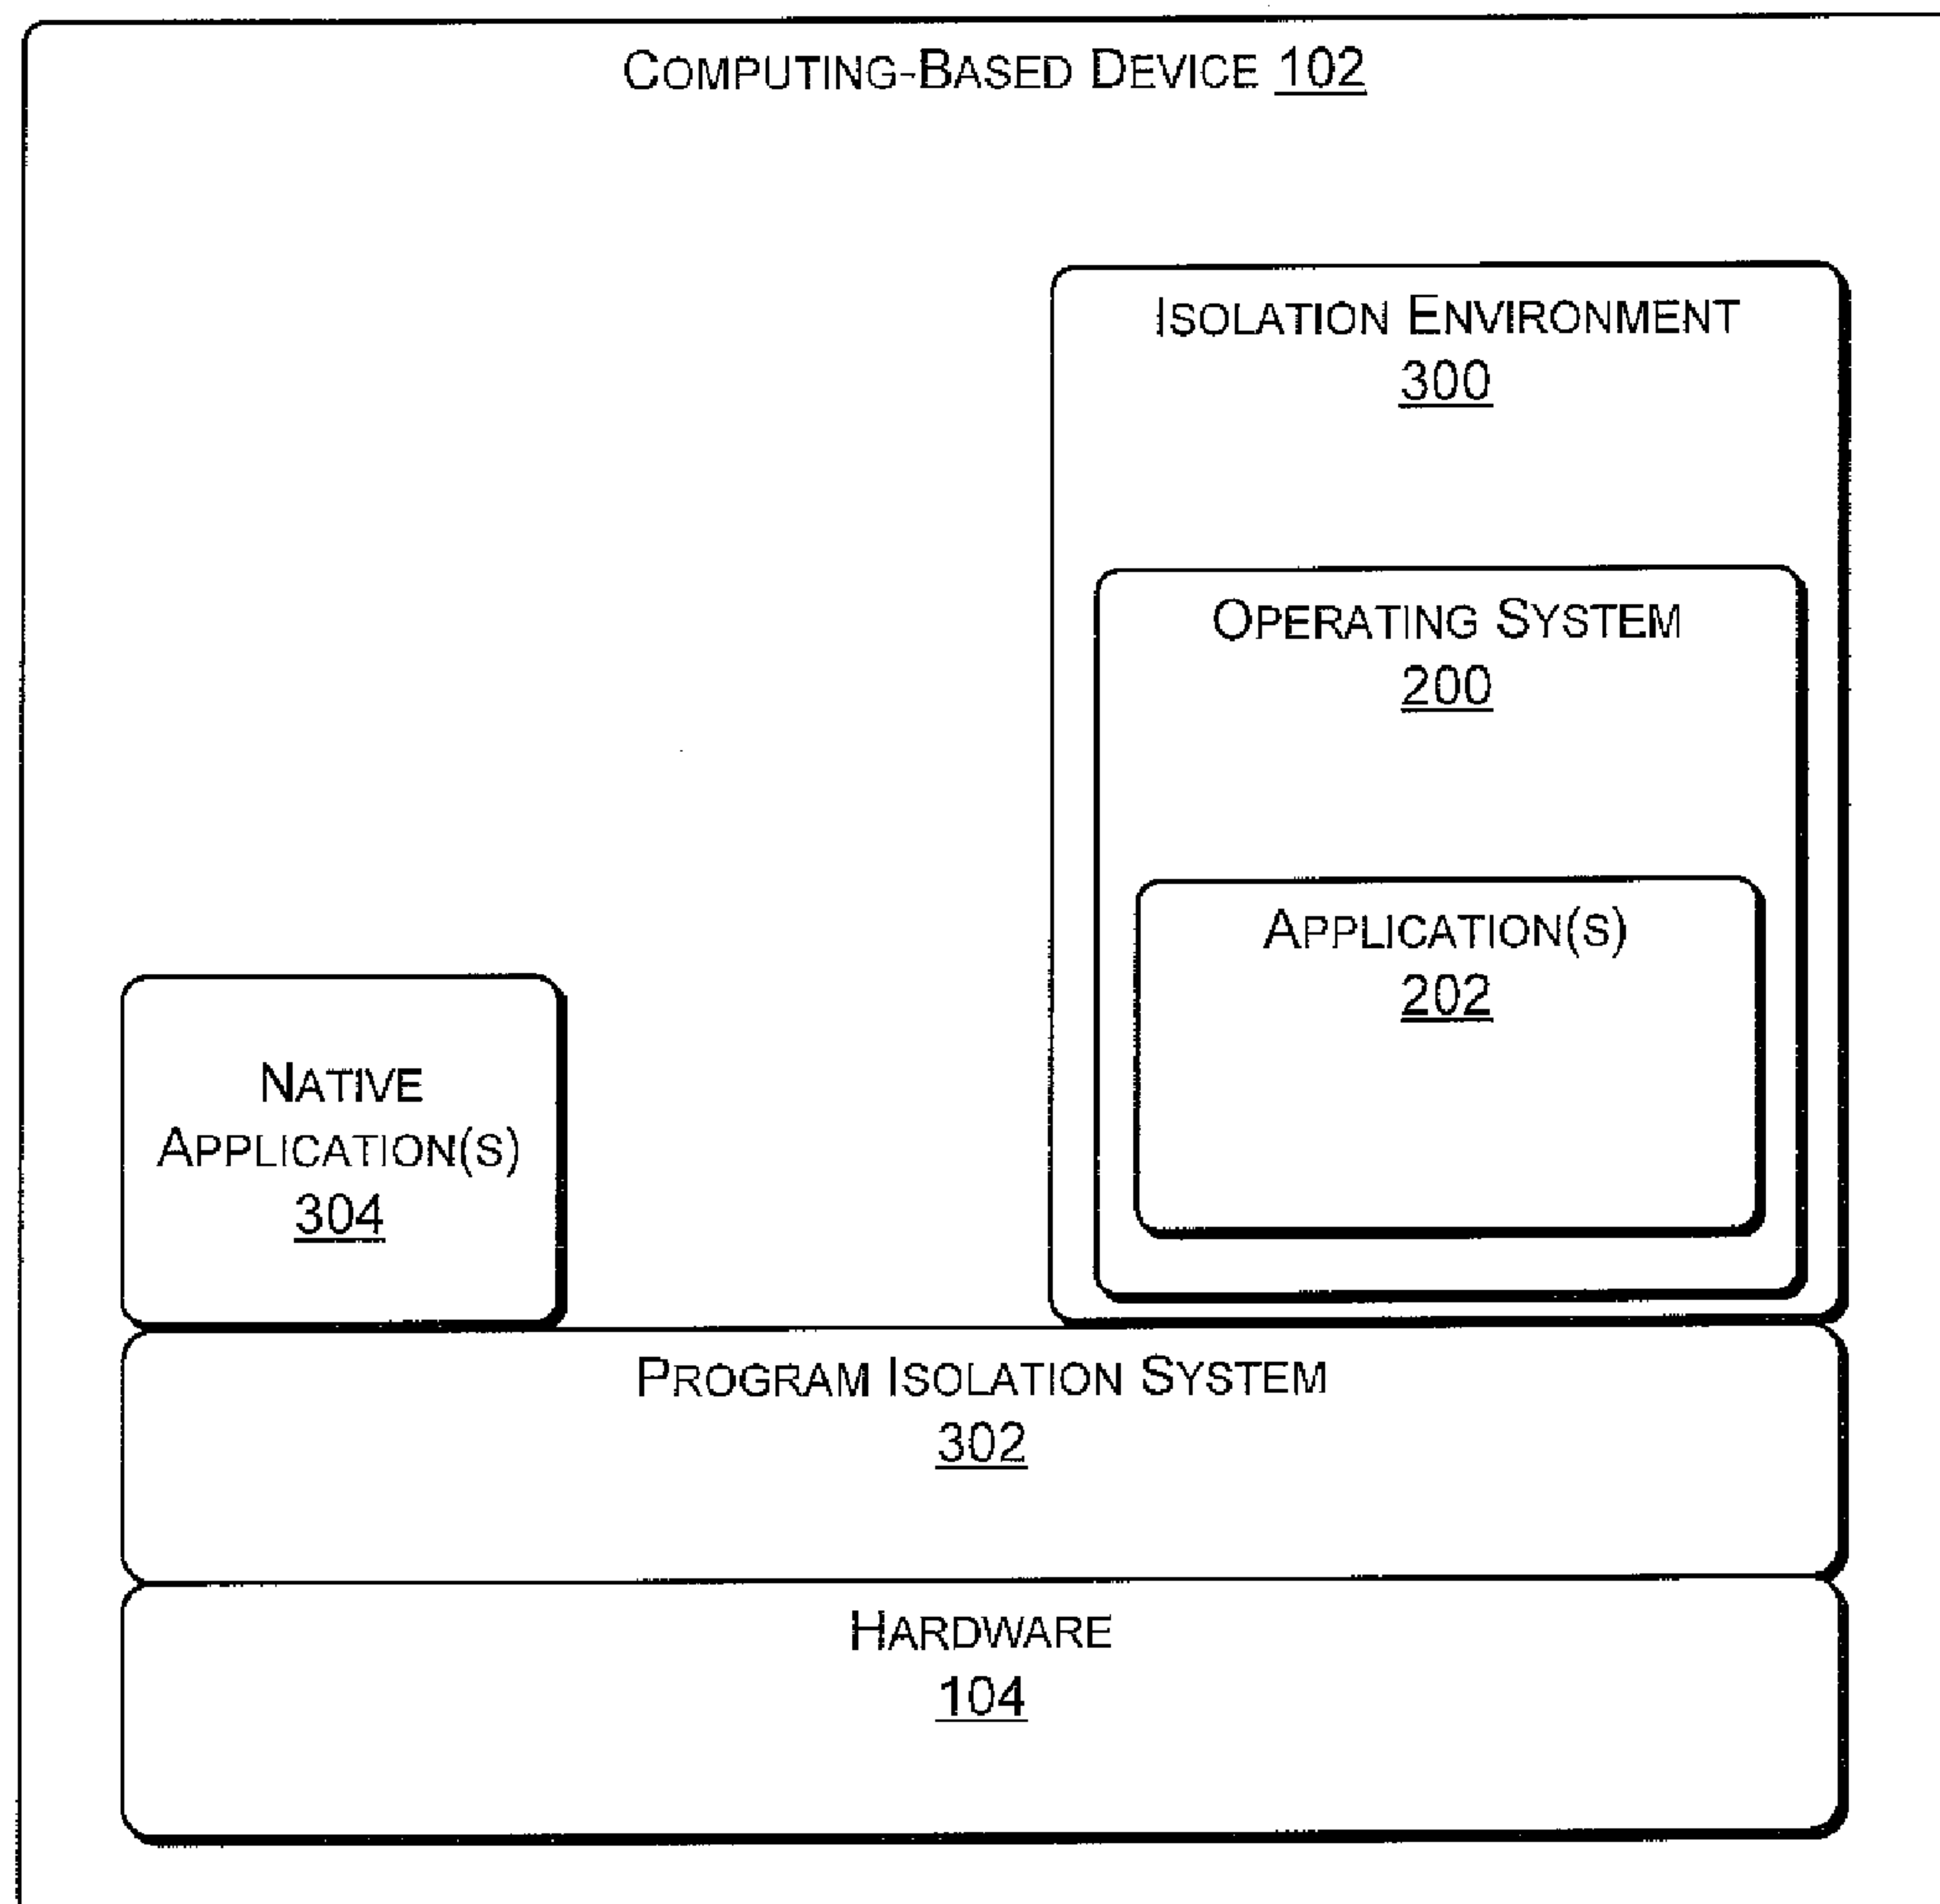 COMPUTING-BASED DEVICE 102
ISOLATION ENVIRONMENT
300
OPERATING SYSTEM
200
APPLICATION(S)
202
NATIVE
APPLICATION(S)
304
PROGRAM ISOLATION SYSTEM
302
HARDWARE
104